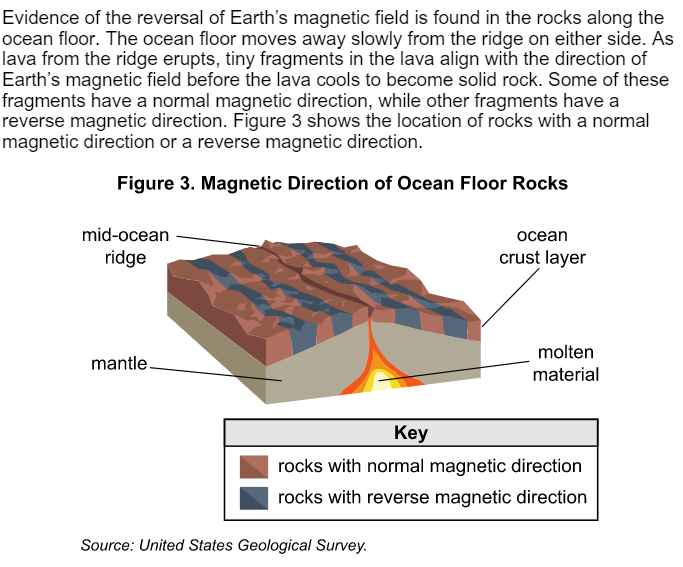 Evidence of the reversal of Earth’s magnetic field is found in the rocks along the
ocean floor. The ocean floor moves away slowly from the ridge on either side. As
lava from the ridge erupts, tiny fragments in the lava align with the direction of
Earth’s magnetic field before the lava cools to become solid rock. Some of these
fragments have a normal magnetic direction, while other fragments have a
reverse magnetic direction. Figure 3 shows the location of rocks with a normal
magnetic direction or a reverse magnetic direction.
Figure 3. Magnetic Direction of Ocean Floor Rocks
mid-ocean
ridge
ocean
crust layer
mantle
molten
material
Key
rocks with normal magnetic direction
rocks with reverse magnetic direction
Source: United States Geological Survey.